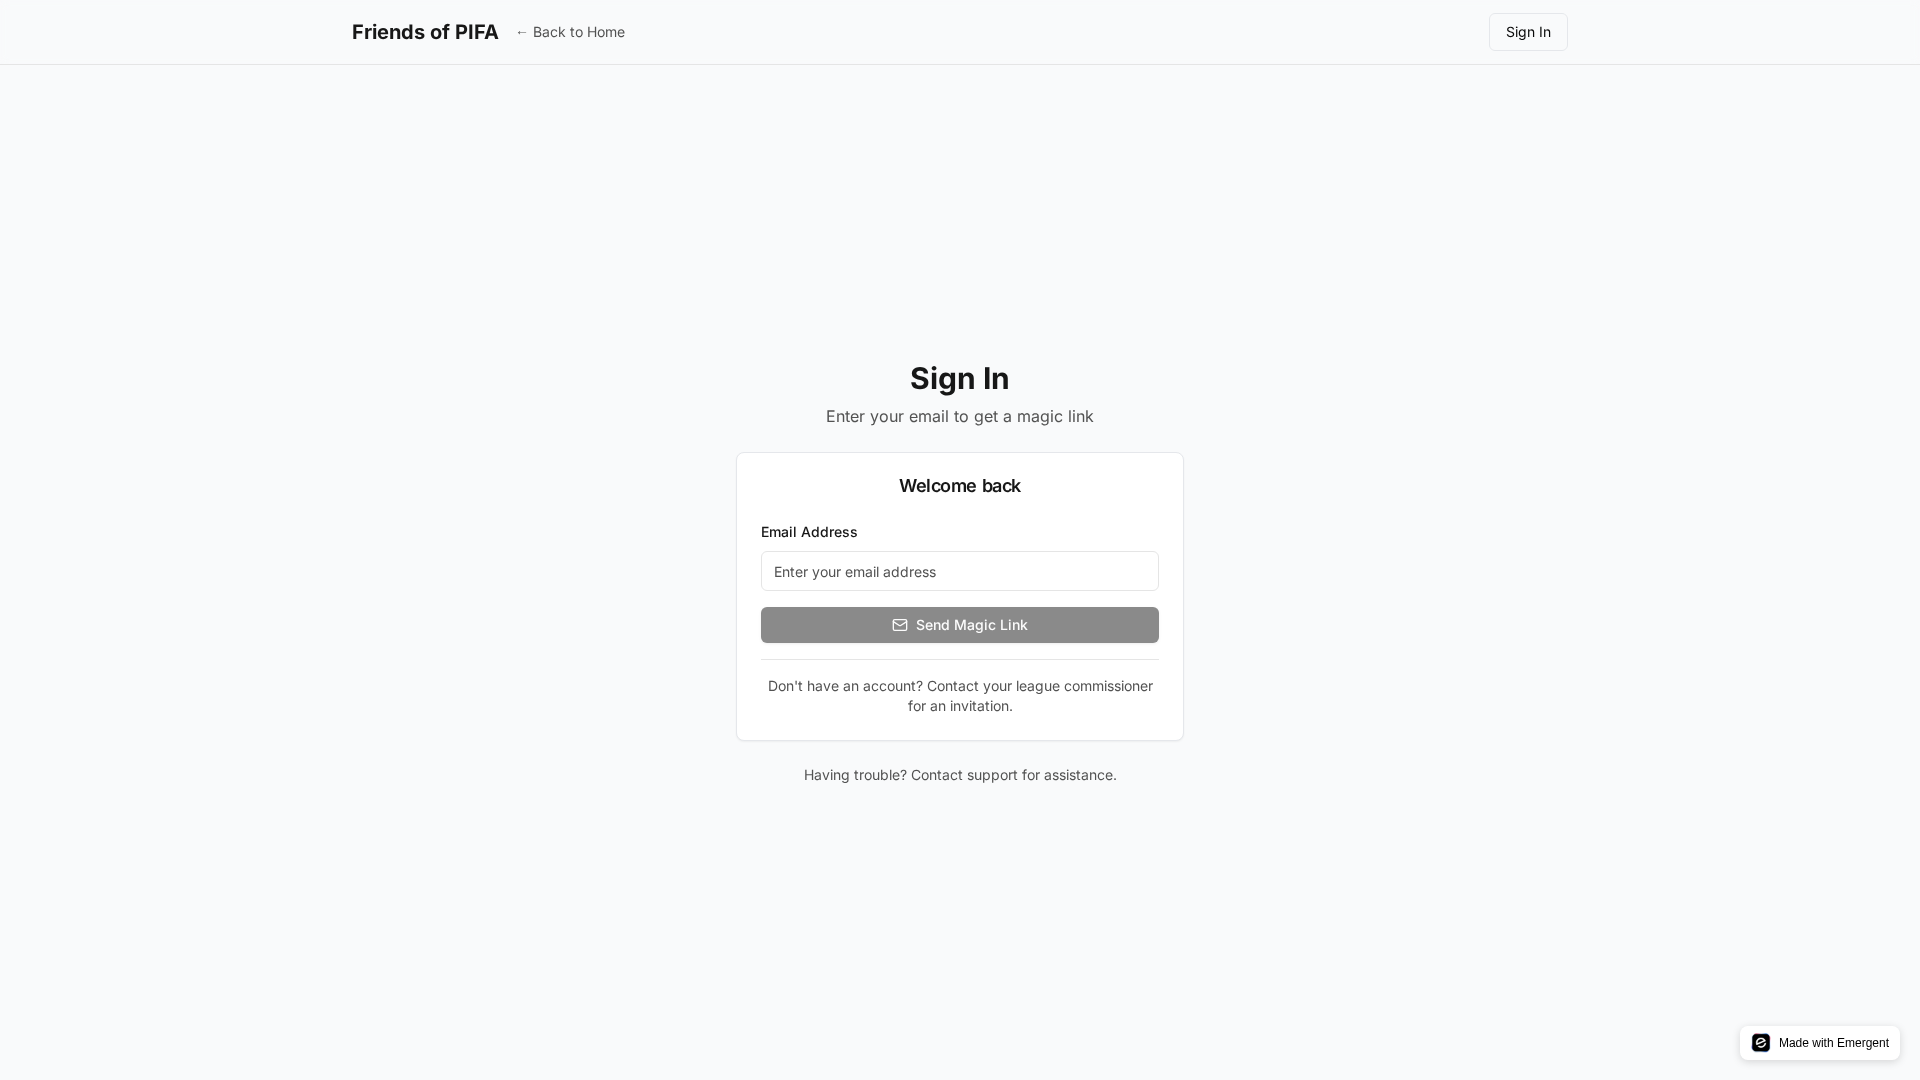 Friends of PIFA
← Back to Home
Sign In
Sign In
Enter your email to get a magic link
Welcome back
Email Address
Enter your email address
Send Magic Link
Don't have an account? Contact your league commissioner
for an invitation.
Having trouble? Contact support for assistance.
Made with Emergent